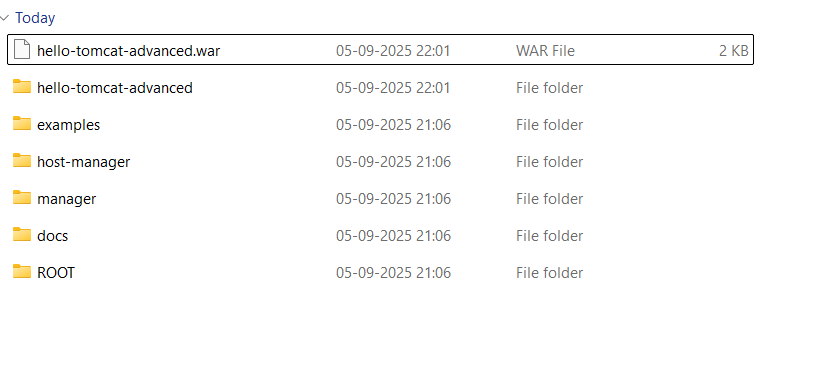 Today
hello-tomcat-advanced.war 05-09-2025 22:01 WAR File 2 KB
hello-tomcat-advanced 05-09-2025 22:01 File folder
examples 05-09-2025 21:06 File folder
host-manager 05-09-2025 21:06 File folder
manager 05-09-2025 21:06 File folder
docs 05-09-2025 21:06 File folder
ROOT 05-09-2025 21:06 File folder